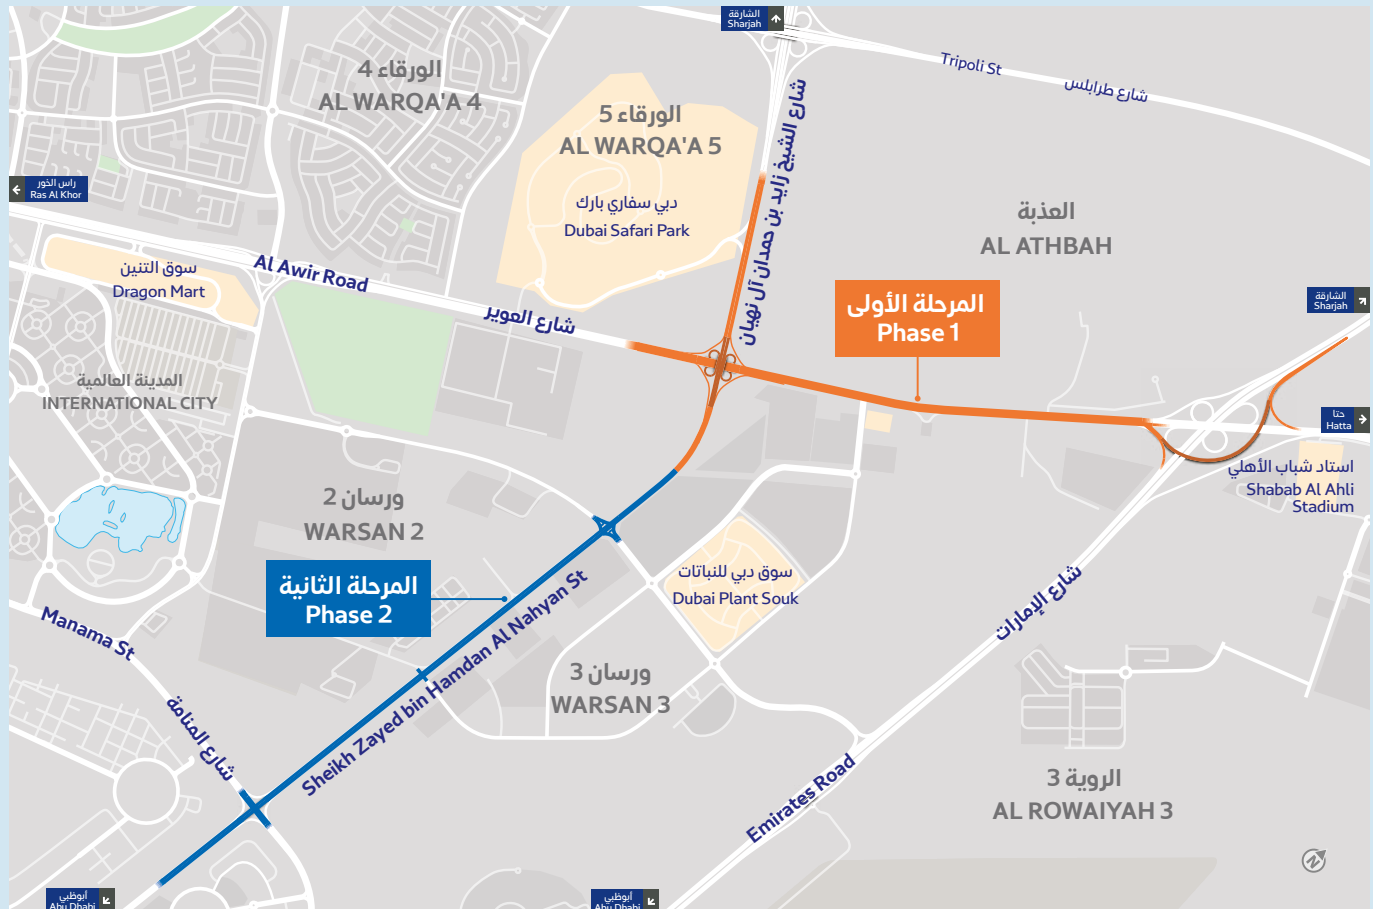 الشارقة
Sharjah
Tripoli St
شارع طرابلس
الورقاء 4
AL WARQA'A 4
الورقاء 5
AL WARQA'A 5
شارع الشيخ زايد بن حمدان آل نهيان
راس الخور
Ras Al Khor
دبي سفاري بارك
Dubai Safari Park
العذبة
AL ATHBAH
سوق التنين
Dragon Mart
Al Awir Road
شارع العوير
المرحلة الأولى
Phase 1
الشارقة
Sharjah
المدينة العالمية
INTERNATIONAL CITY
حتا
Hatta
استاد شباب الأهلي
Shabab Al Ahli
Stadium
ورسان 2
WARSAN 2
المرحلة الثانية
Phase 2
Sheikh Zayed bin Hamdan Al Nahyan St
سوق دبي للنباتات
Dubai Plant Souk
شارع الإمارات
Manama St
شارع المنامة
ورسان 3
WARSAN 3
Emirates Road
الروية 3
AL ROWAIYAH 3
N
أبوظبي
Abu Dhabi
أبوظبي
Abu Dhabi